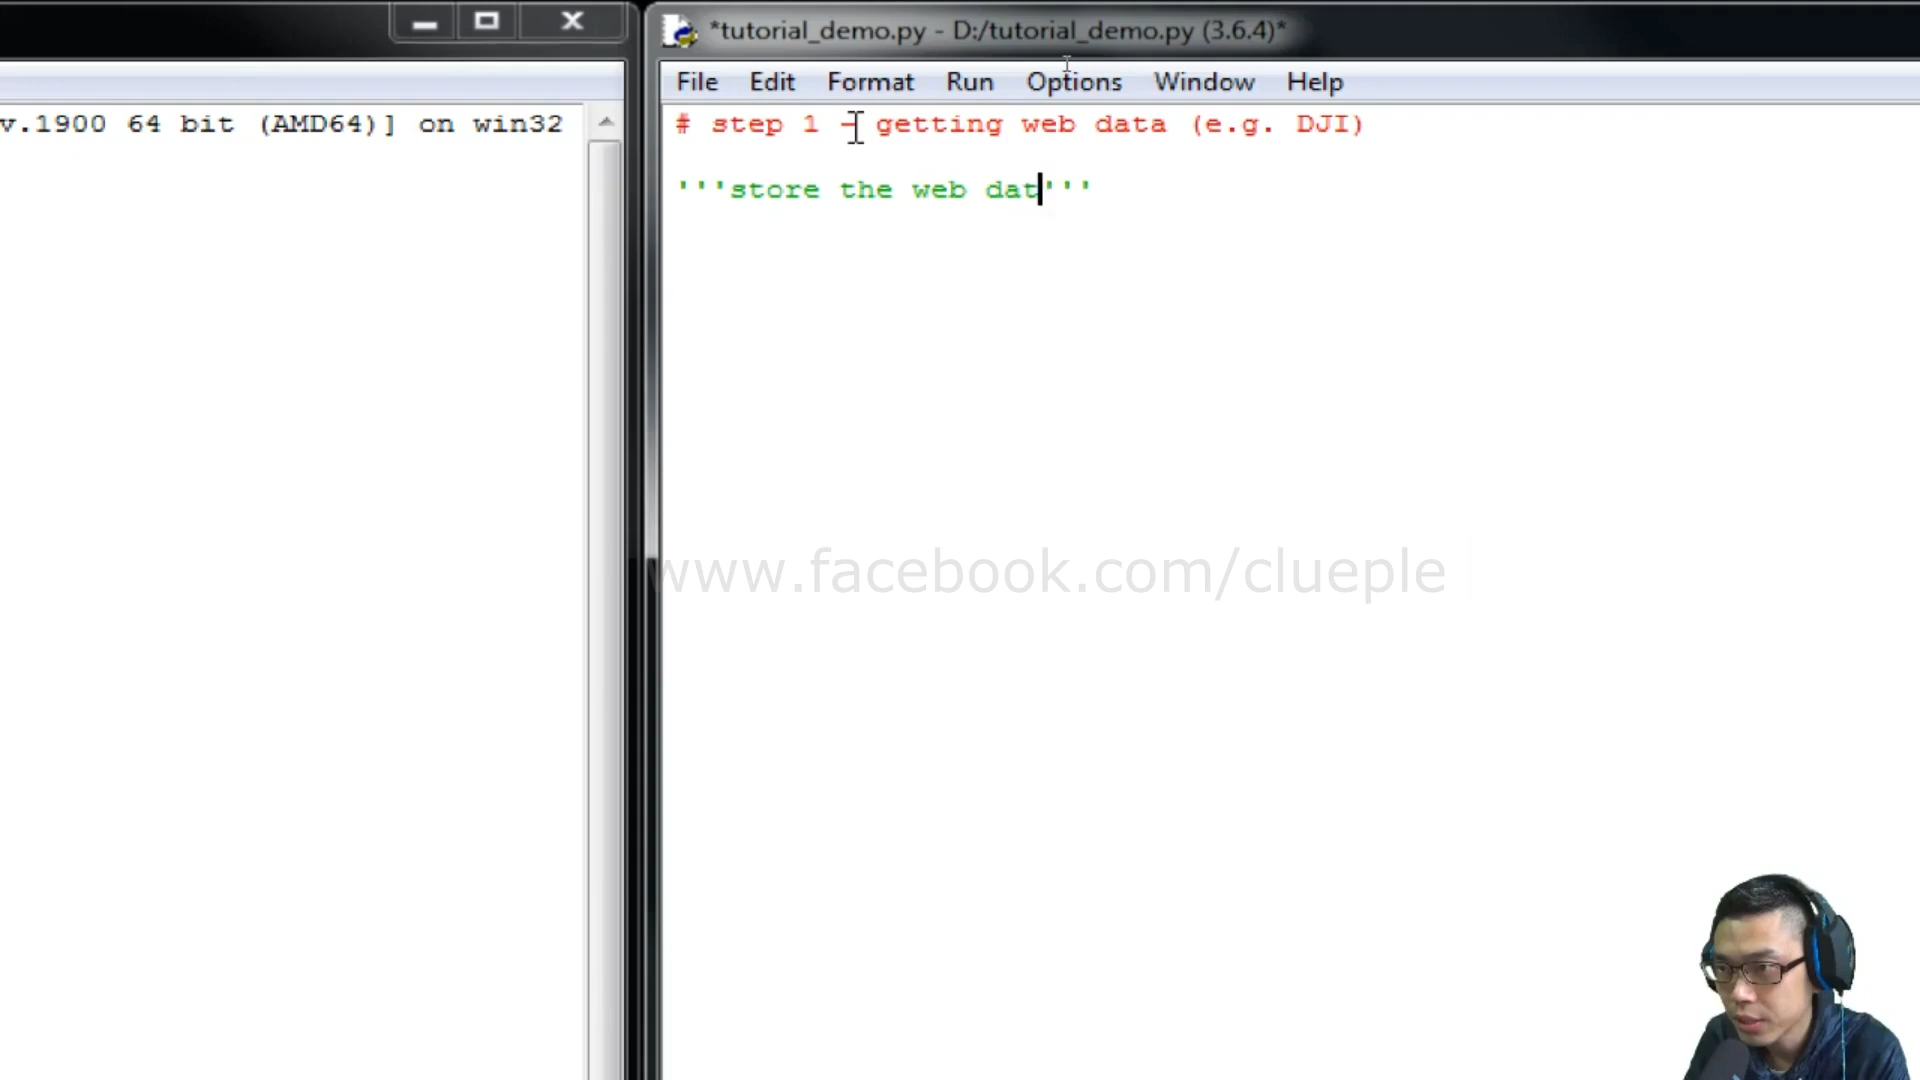 *tutorial_demo.py - D:/tutorial_demo.py (3.6.4)*
File Edit Format Run Options Window Help
v.1900 64 bit (AMD64)] on win32
# step 1 - getting web data (e.g. DJI)
'''store the web dat'''
www.facebook.com/clueple